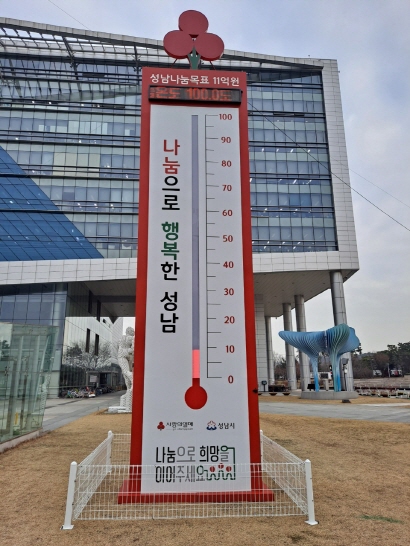 성남나눔목표 11억원
온도 100.0
나눔으로 행복한 성남
100
90
80
70
60
50
40
30
20
10
0
사랑의열매
성남시
나눔으로 희망을
이어주세요